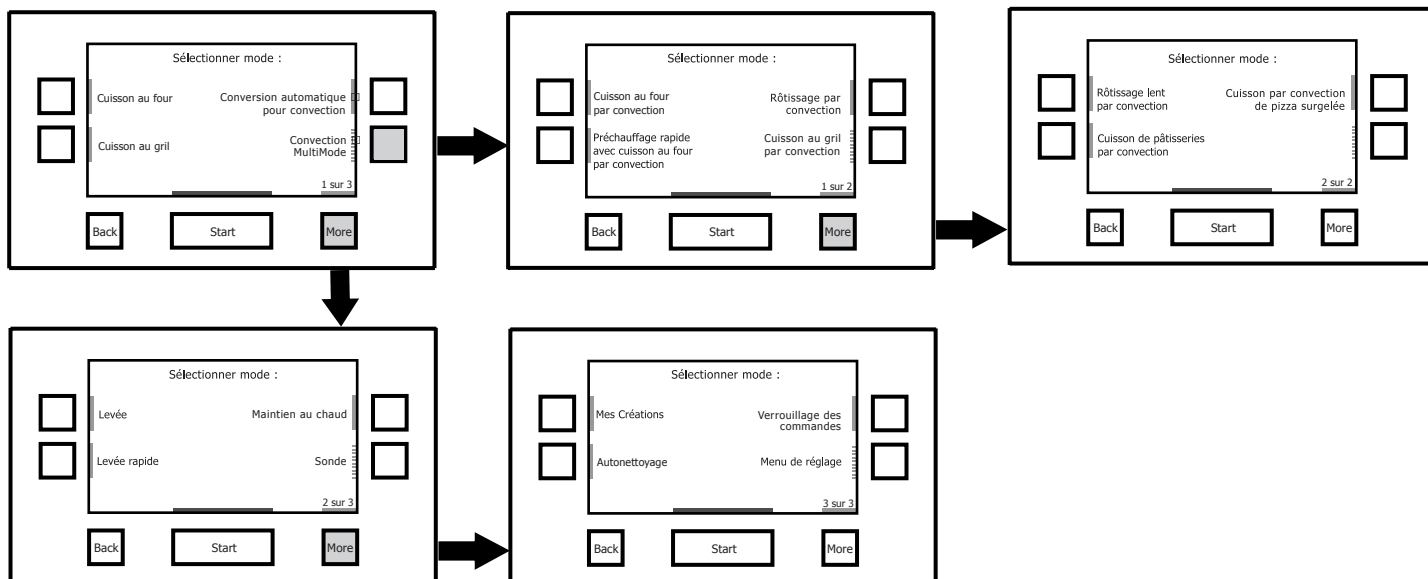 Sélectionner mode :
Cuisson au four
Conversion automatique
pour convection
Cuisson au gril
Convection
MultiMode
1 sur 3
Back
Start
More
Sélectionner mode :
Cuisson au four
par convection
Rôtissage par
convection
Préchauffage rapide
avec cuisson au four
par convection
Cuisson au gril
par convection
1 sur 2
Back
Start
More
Sélectionner mode :
Rôtissage lent
par convection
Cuisson par convection
de pizza surgelée
Cuisson de pâtisseries
par convection
2 sur 2
Back
Start
More
Sélectionner mode :
Levée
Maintien au chaud
Levée rapide
Sonde
2 sur 3
Back
Start
More
Sélectionner mode :
Mes Créations
Verrouillage des
commandes
Autonettoyage
Menu de réglage
3 sur 3
Back
Start
More